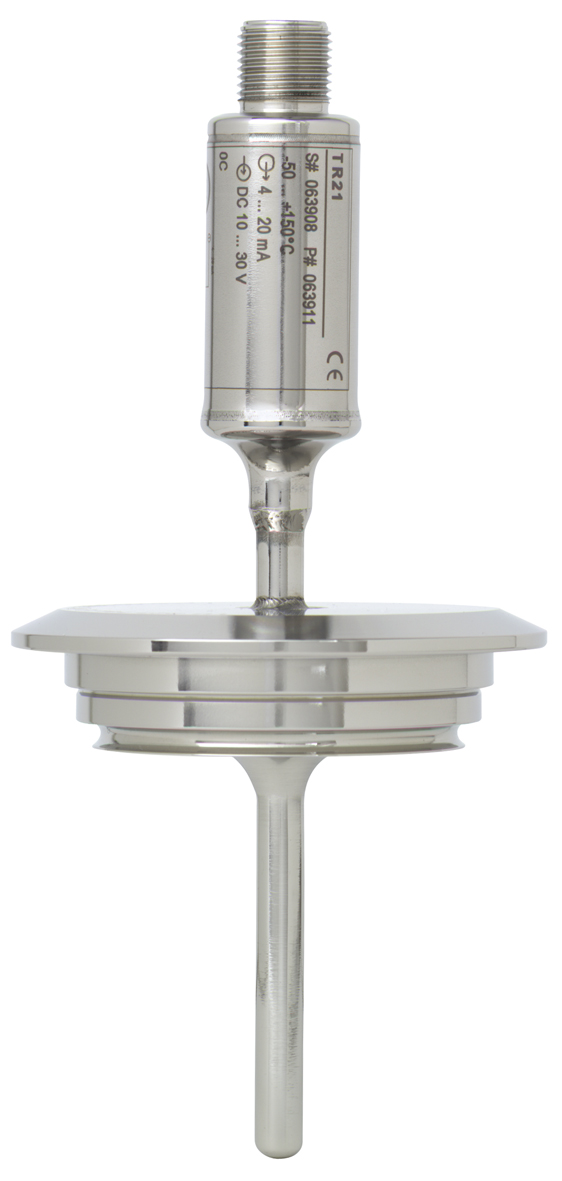 TR21
S# 063908 P# 063911
-50 ... +150°C
4 ... 20 mA
DC 10 ... 30 V
CE